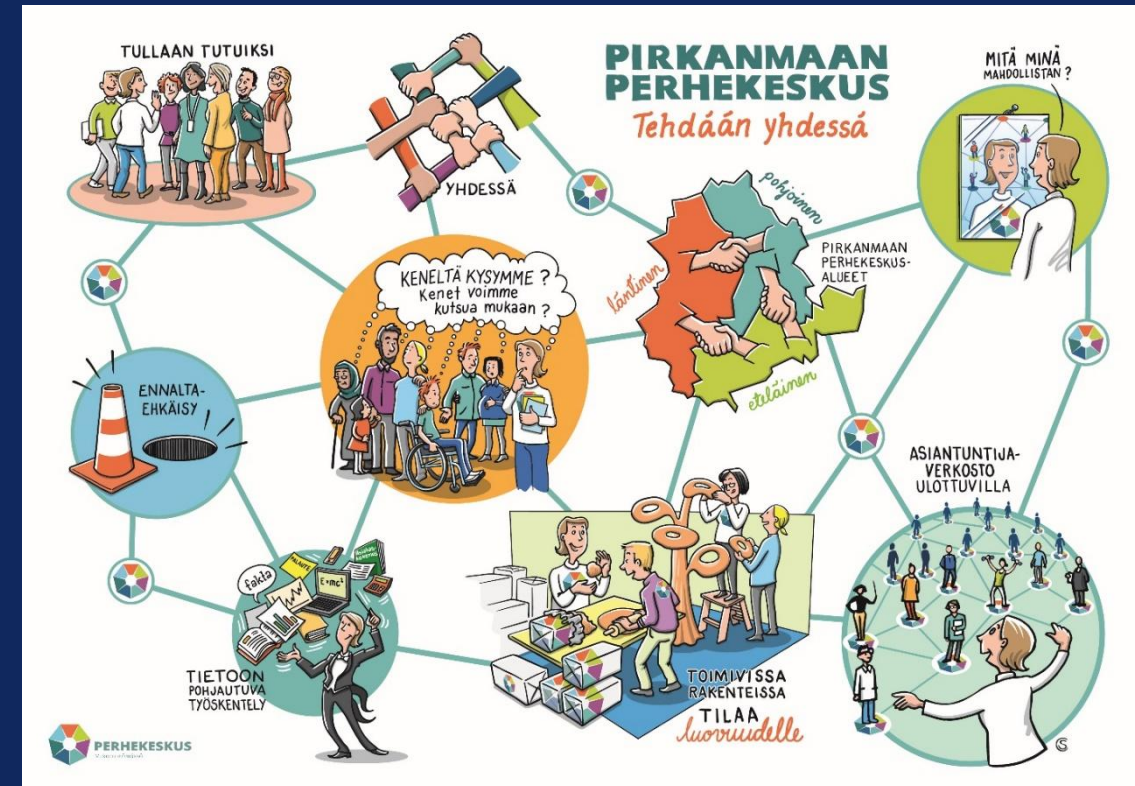 TULLAAN TUTUIKSI
YHDESSÄ
PIRKANMAAN
PERHEKESKUS
Tehdään yhdessä
MITÄ MINÄ
MAHDOLLISTAN?
pohjoinen
läntinen
eteläinen
PIRKANMAAN
PERHEKESKUS-
ALUEET
KENELTÄ KYSYMME?
Kenet voimme
kutsua mukaan?
ENNALTA-
EHKÄISY
ASIANTUNTIJA-
VERKOSTO
ULOTTUVILLA
fakta
PALAUTE
E=mc²
TIETOON
POHJAUTUVA
TYÖSKENTELY
TOIMIVISSA
RAKENTEISSA
TILAA
luovuudelle
PERHEKESKUS